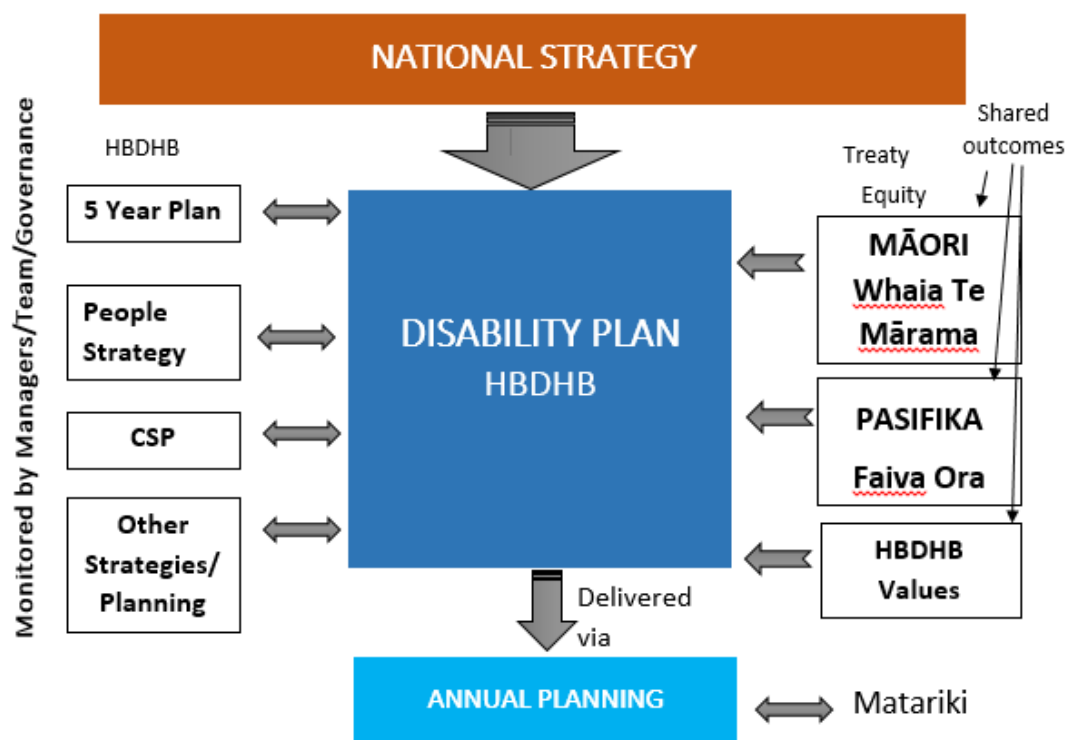 NATIONAL STRATEGY
Monitored by Managers/Team/Governance
HBDHB
5 Year Plan
People
Strategy
CSP
Other
Strategies/
Planning
DISABILITY PLAN
HBDHB
Shared
outcomes
Treaty
Equity
MĀORI
Whaia Te
Mārama
PASIFIKA
Faiva Ora
HBDHB
Values
Delivered
via
ANNUAL PLANNING
Matariki